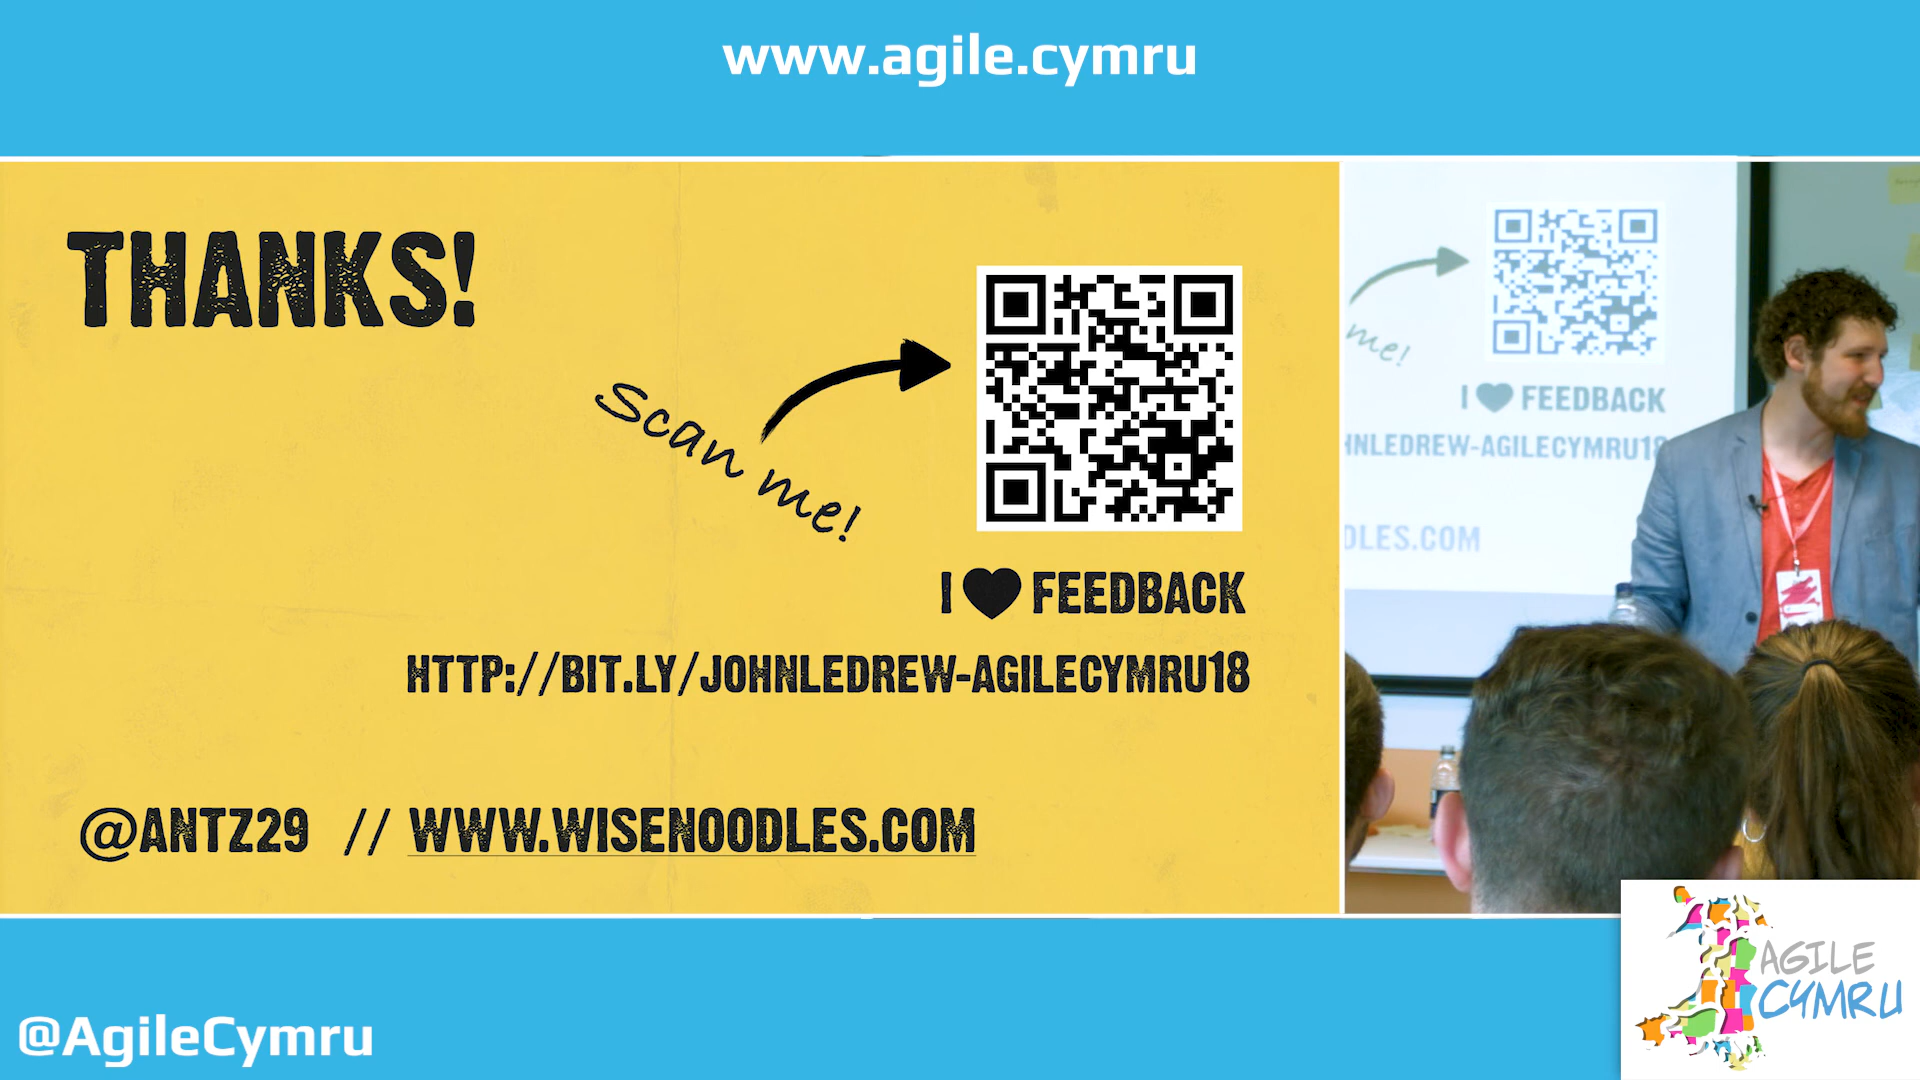 www.agile.cymru
THANKS!
Scan me!
I ♥ FEEDBACK
HTTP://BIT.LY/JOHNLEDREW-AGILECYMRU18
@ANTZ29 // WWW.WISENOODLES.COM
me!
I ♥ FEEDBACK
HNLEDREW-AGILECYMRU18
DLES.COM
@AgileCymru
AGILE
CYMRU